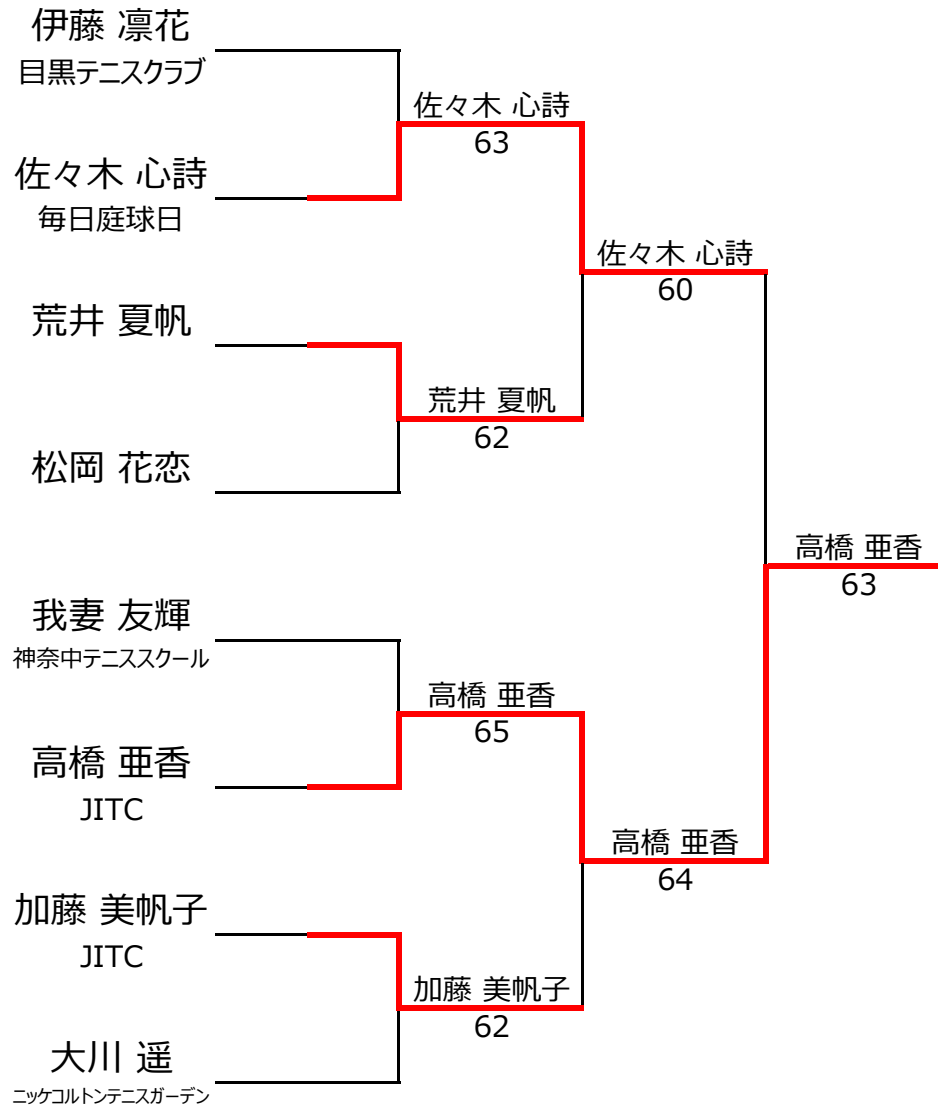 伊藤 凛花
目黒テニスクラブ
佐々木 心詩
63
佐々木 心詩
毎日庭球日
佐々木 心詩
60
荒井 夏帆
荒井 夏帆
62
松岡 花恋
高橋 亜香
63
我妻 友輝
神奈中テニススクール
高橋 亜香
65
高橋 亜香
JITC
高橋 亜香
64
加藤 美帆子
JITC
加藤 美帆子
62
大川 遥
ニッケコルトンテニスガーデン